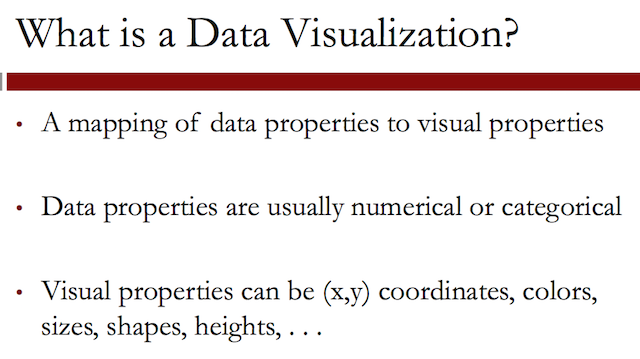 What is a Data Visualization?
• A mapping of data properties to visual properties
• Data properties are usually numerical or categorical
• Visual properties can be (x,y) coordinates, colors,
sizes, shapes, heights, . . .